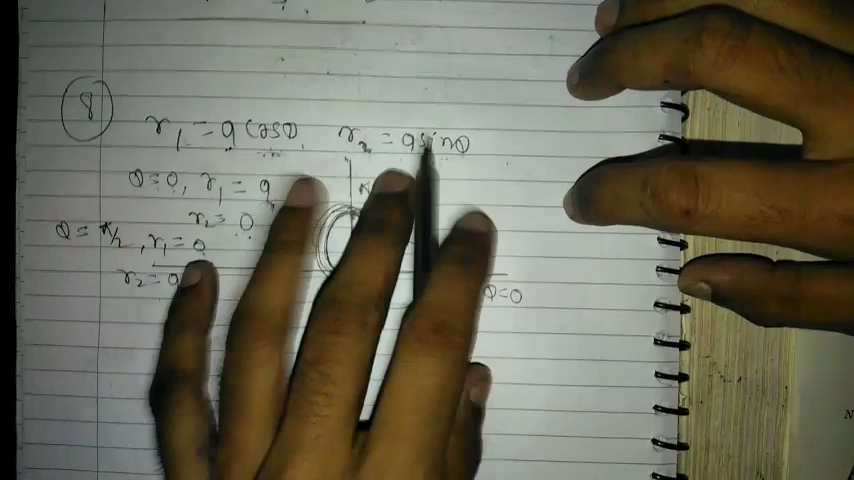 8
r₁ = a cosθ, r₂ = a sinθ
θ=0, r₁ = a,
r₂ = 0
θ = π/2, r₁ = 0
r₂ = a
θ=0
N